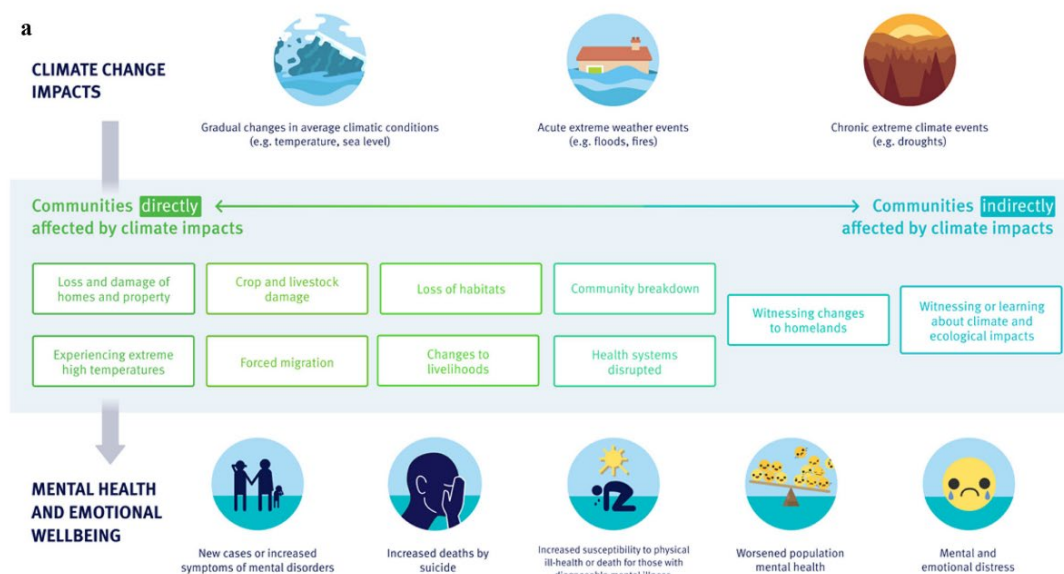 a
CLIMATE CHANGE
IMPACTS
Gradual changes in average climatic conditions
(e.g. temperature, sea level)
Acute extreme weather events
(e.g. floods, fires)
Chronic extreme climate events
(e.g. droughts)
Communities directly
affected by climate impacts
Communities indirectly
affected by climate impacts
Loss and damage of
homes and property
Crop and livestock
damage
Loss of habitats
Community breakdown
Witnessing changes
to homelands
Witnessing or learning
about climate and
ecological impacts
Experiencing extreme
high temperatures
Forced migration
Changes to
livelihoods
Health systems
disrupted
MENTAL HEALTH
AND EMOTIONAL
WELLBEING
New cases or increased
symptoms of mental disorders
Increased deaths by
suicide
Increased susceptibility to physical
ill-health or death for those with
Worsened population
mental health
Mental and
emotional distress